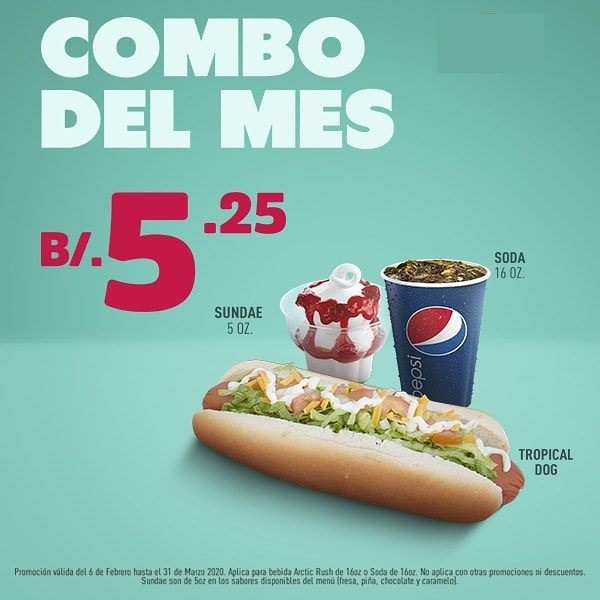 COMBO
DEL MES
B/.5.25
SODA
16 OZ.
SUNDAE
5 OZ.
pepsi
TROPICAL
DOG
Promoción válida del 6 de Febrero hasta el 31 de Marzo 2020. Aplica para bebida Arctic Rush de 16oz o Soda de 16oz. No aplica con otras promociones ni descuentos.
Sundae son de 5oz en los sabores disponibles del menú (fresa, piña, chocolate y caramelo).